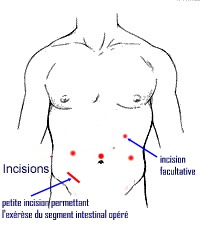 incision
facultative
Incisions
petite incision permettant
l'exérèse du segment intestinal opéré